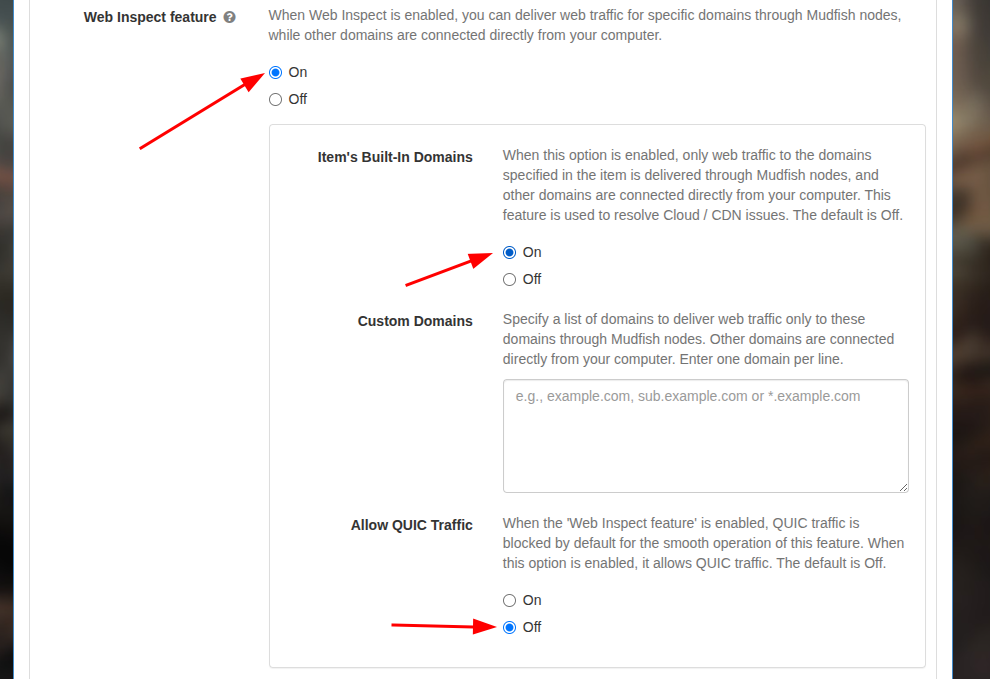 Web Inspect feature ?
When Web Inspect is enabled, you can deliver web traffic for specific domains through Mudfish nodes,
while other domains are connected directly from your computer.
On
Off
Item's Built-In Domains
When this option is enabled, only web traffic to the domains
specified in the item is delivered through Mudfish nodes, and
other domains are connected directly from your computer. This
feature is used to resolve Cloud / CDN issues. The default is Off.
On
Off
Custom Domains
Specify a list of domains to deliver web traffic only to these
domains through Mudfish nodes. Other domains are connected
directly from your computer. Enter one domain per line.
e.g., example.com, sub.example.com or *.example.com
Allow QUIC Traffic
When the 'Web Inspect feature' is enabled, QUIC traffic is
blocked by default for the smooth operation of this feature. When
this option is enabled, it allows QUIC traffic. The default is Off.
On
Off